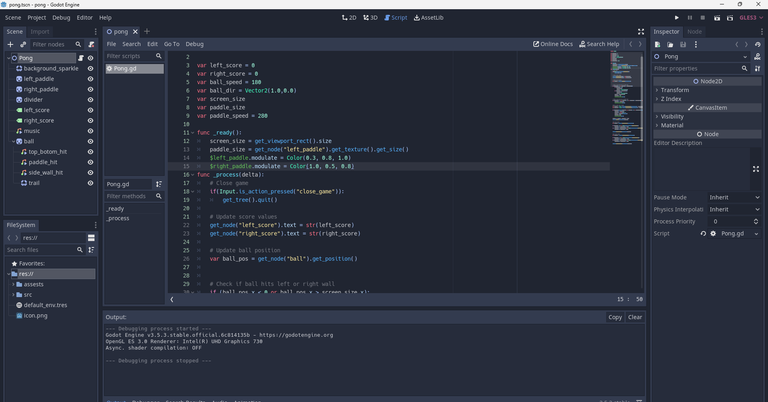 pong.tscn - pong - Godot Engine
Scene Project Debug Editor Help
2D 3D Script AssetLib
GLES3
Scene Import
Filter nodes
Pong
background_sparkle
left_paddle
right_paddle
divider
left_score
right_score
music
ball
top_botom_hit
paddle_hit
side_wall_hit
trail
FileSystem
res://
Search files
Favorites:
res://
assests
src
default_env.tres
icon.png
pong
File Search Edit Go To Debug
Online Docs Search Help
Filter scripts
Pong.gd
Pong.gd
Filter methods
_ready
_process
2
3 var left_score = 0
4 var right_score = 0
5 var ball_speed = 100
6 var ball_dir = Vector2(1.0,0.0)
7 var screen_size
8 var paddle_size
9 var paddle_speed = 200
10
11 func _ready():
12 screen_size = get_viewport_rect().size
13 paddle_size = get_node("left_paddle").get_texture().get_size()
14 $left_paddle.modulate = Color(0.3, 0.8, 1.0)
15 $right_paddle.modulate = Color(1.0, 0.5, 0.8)
16 func _process(delta):
17 # Close game
18 if(Input.is_action_pressed("close_game")):
19 get_tree().quit()
20
21 # Update score values
22 get_node("left_score").text = str(left_score)
23 get_node("right_score").text = str(right_score)
24
25 # Update ball position
26 var ball_pos = get_node("ball").get_position()
27
28
29 # Check if ball hits left or right wall
15 : 50
Output:
Copy Clear
--- Debugging process started ---
Godot Engine v3.5.3.stable.official.6c814135b - https://godotengine.org
OpenGL ES 3.0 Renderer: Intel(R) UHD Graphics 730
Async. shader compilation: OFF
--- Debugging process stopped ---
Inspector Node
Pong
Filter properties
Node2D
Transform
Z Index
CanvasItem
Visibility
Material
Node
Editor Description
Pause Mode Inherit
Physics Interpolati Inherit
Process Priority 0
Script Pong.gd